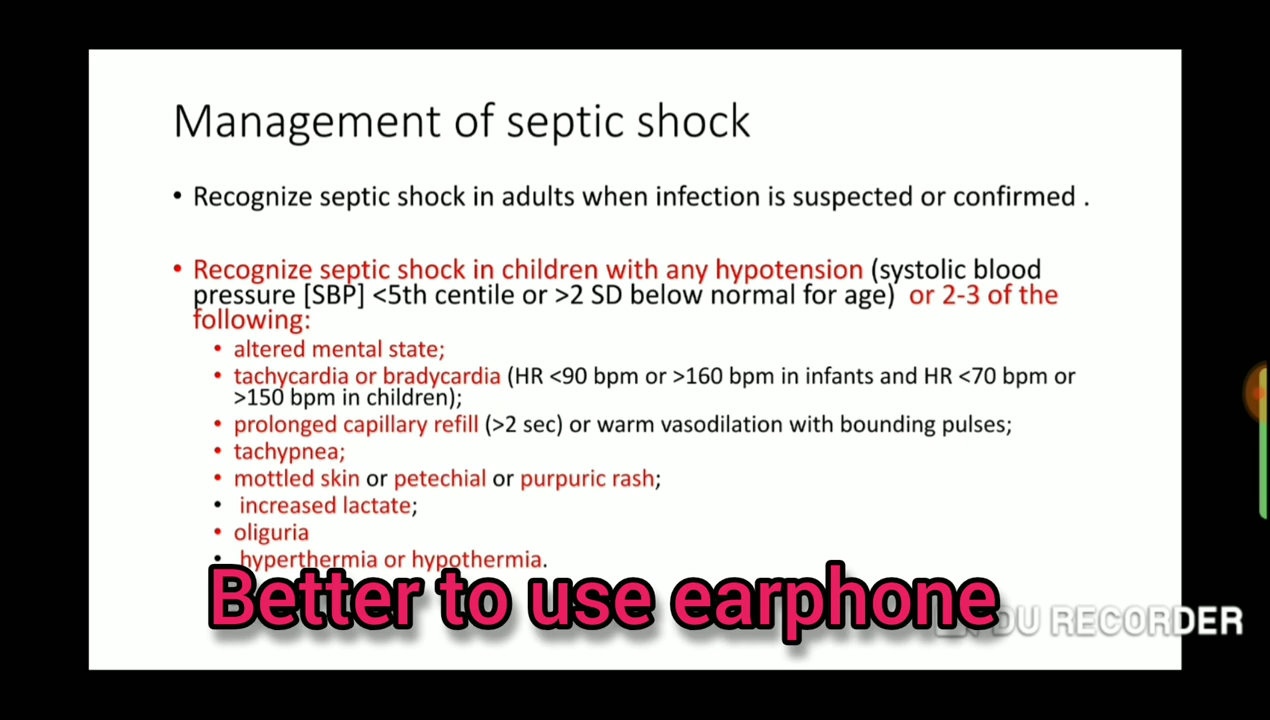 Management of septic shock
• Recognize septic shock in adults when infection is suspected or confirmed .
• Recognize septic shock in children with any hypotension (systolic blood
pressure [SBP] <5th centile or >2 SD below normal for age) or 2-3 of the
following:
• altered mental state;
• tachycardia or bradycardia (HR <90 bpm or >160 bpm in infants and HR <70 bpm or
>150 bpm in children);
• prolonged capillary refill (>2 sec) or warm vasodilation with bounding pulses;
• tachypnea;
• mottled skin or petechial or purpuric rash;
• increased lactate;
• oliguria
• hyperthermia or hypothermia.
Better to use earphone
DU RECORDER